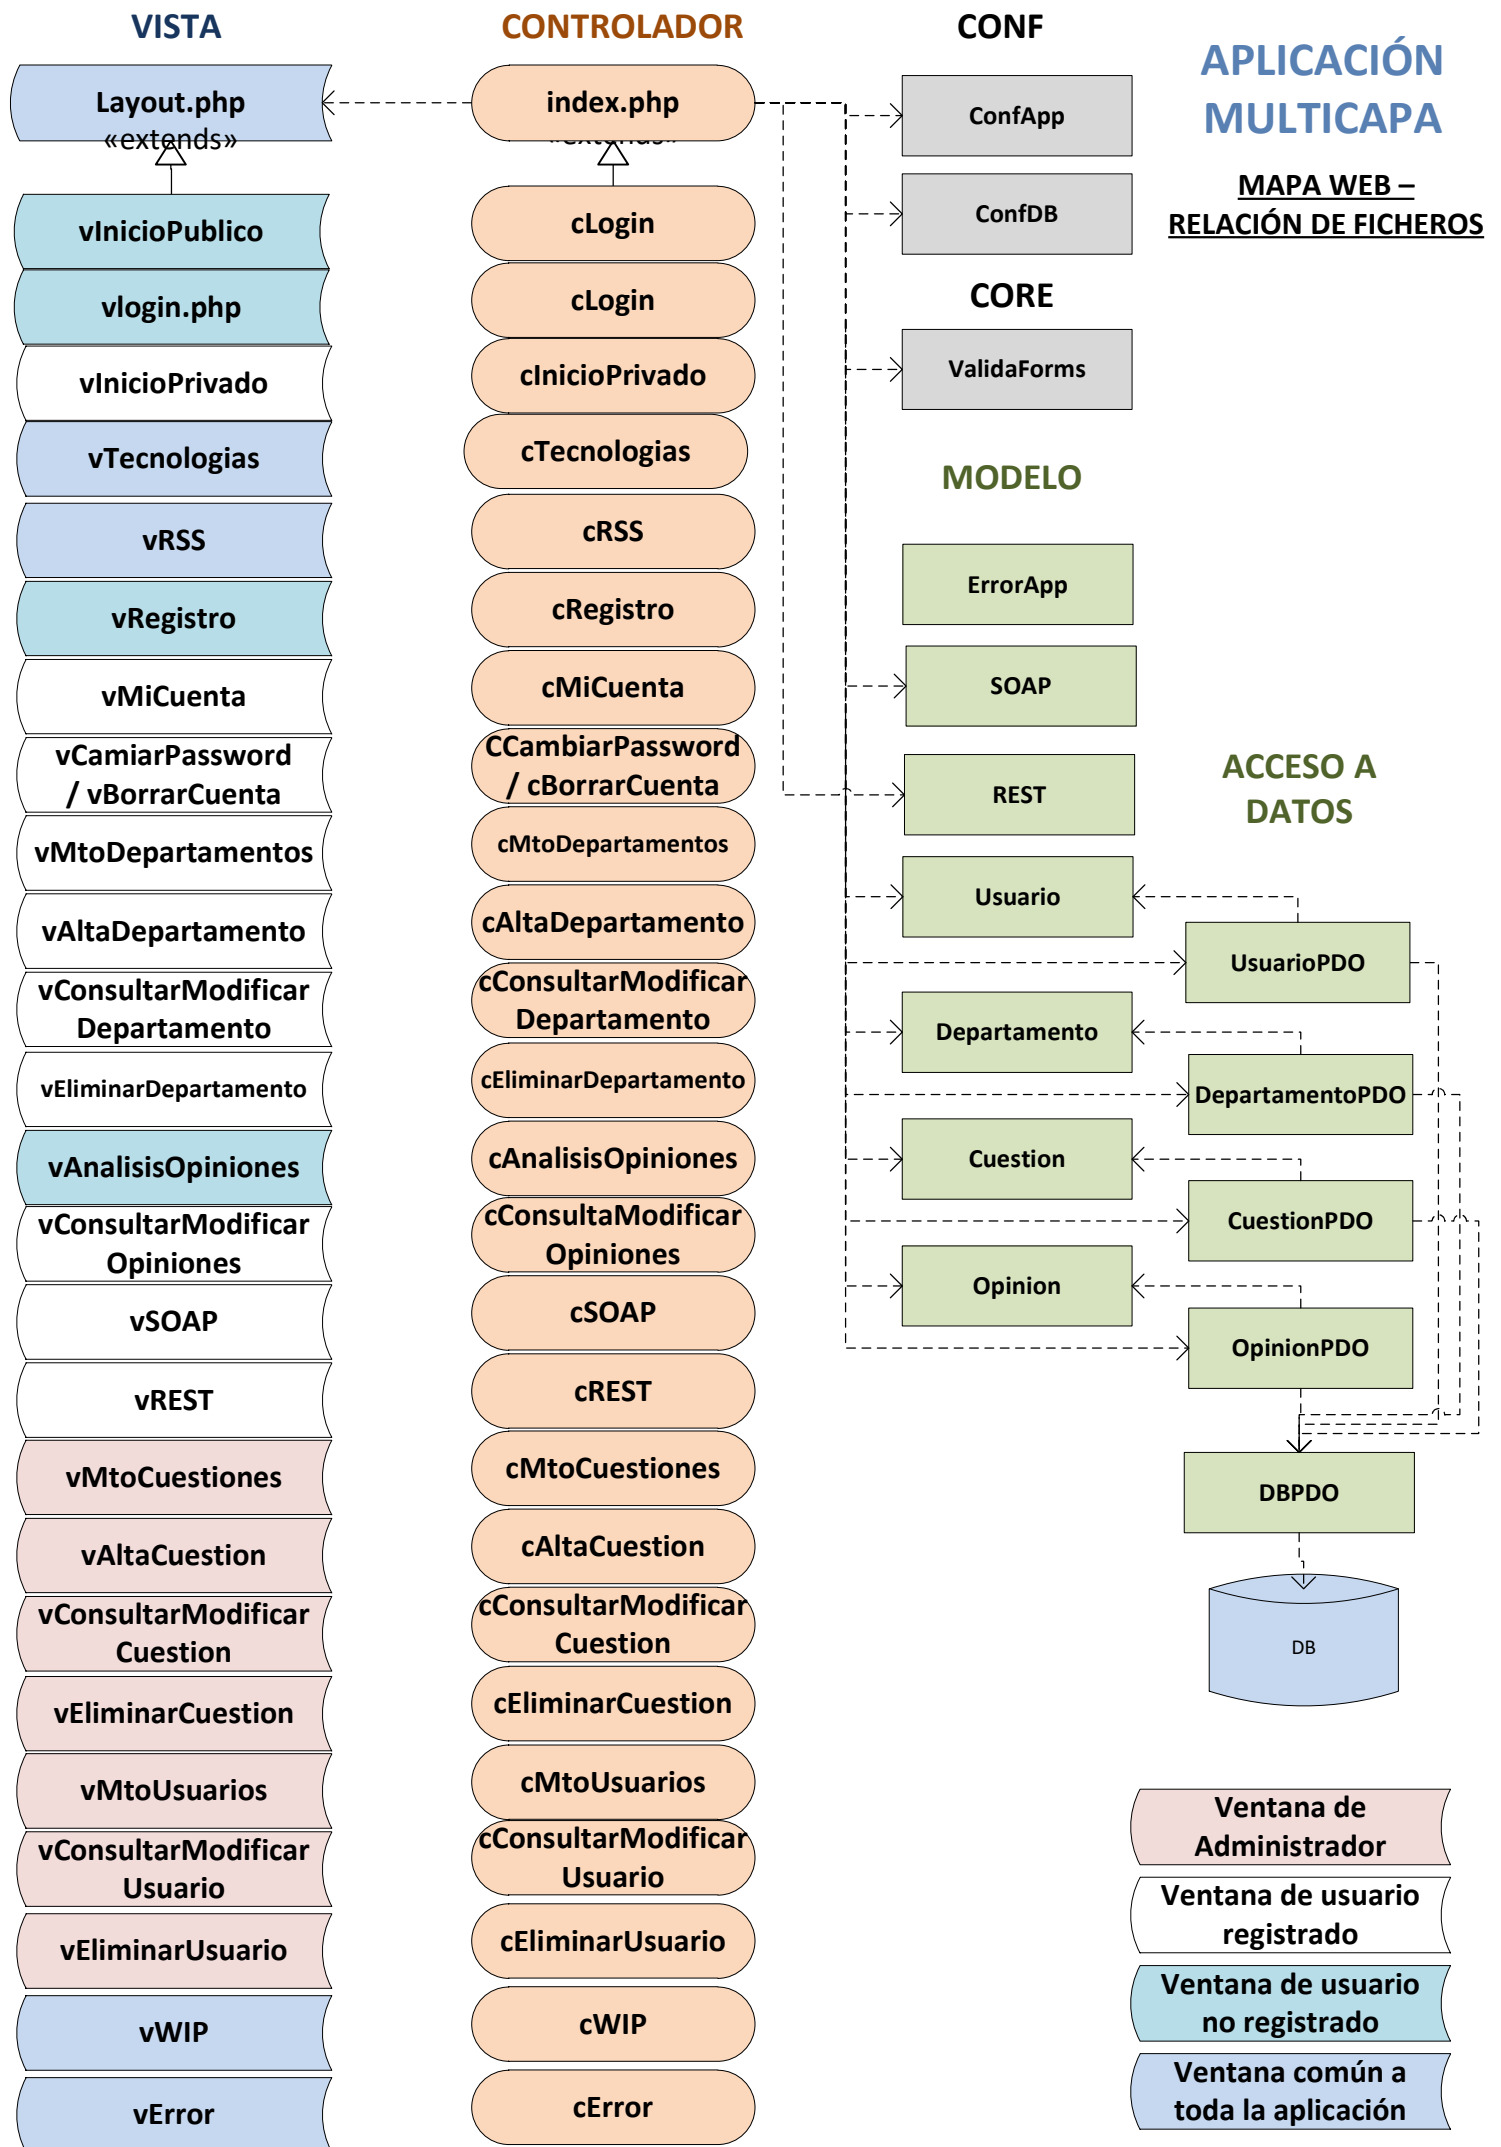 VISTA
Layout.php
«extends»
vInicioPublico
vlogin.php
vInicioPrivado
vTecnologias
vRSS
vRegistro
vMiCuenta
vCamiarPassword
/ vBorrarCuenta
vMtoDepartamentos
vAltaDepartamento
vConsultarModificar
Departamento
vEliminarDepartamento
vAnalisisOpiniones
vConsultarModificar
Opiniones
vSOAP
vREST
vMtoCuestiones
vAltaCuestion
vConsultarModificar
Cuestion
vEliminarCuestion
vMtoUsuarios
vConsultarModificar
Usuario
vEliminarUsuario
vWIP
vError
CONTROLADOR
index.php
«extends»
cLogin
cLogin
cInicioPrivado
cTecnologias
cRSS
cRegistro
cMiCuenta
CCambiarPassword
/ cBorrarCuenta
cMtoDepartamentos
cAltaDepartamento
cConsultarModificar
Departamento
cEliminarDepartamento
cAnalisisOpiniones
cConsultaModificar
Opiniones
cSOAP
cREST
cMtoCuestiones
cAltaCuestion
cConsultarModificar
Cuestion
cEliminarCuestion
cMtoUsuarios
cConsultarModificar
Usuario
cEliminarUsuario
cWIP
cError
CONF
ConfApp
ConfDB
CORE
ValidaForms
MODELO
ErrorApp
SOAP
REST
Usuario
Departamento
Cuestion
Opinion
APLICACIÓN
MULTICAPA
MAPA WEB –
RELACIÓN DE FICHEROS
ACCESO A
DATOS
UsuarioPDO
DepartamentoPDO
CuestionPDO
OpinionPDO
DBPDO
DB
Ventana de
Administrador
Ventana de usuario
registrado
Ventana de usuario
no registrado
Ventana común a
toda la aplicación